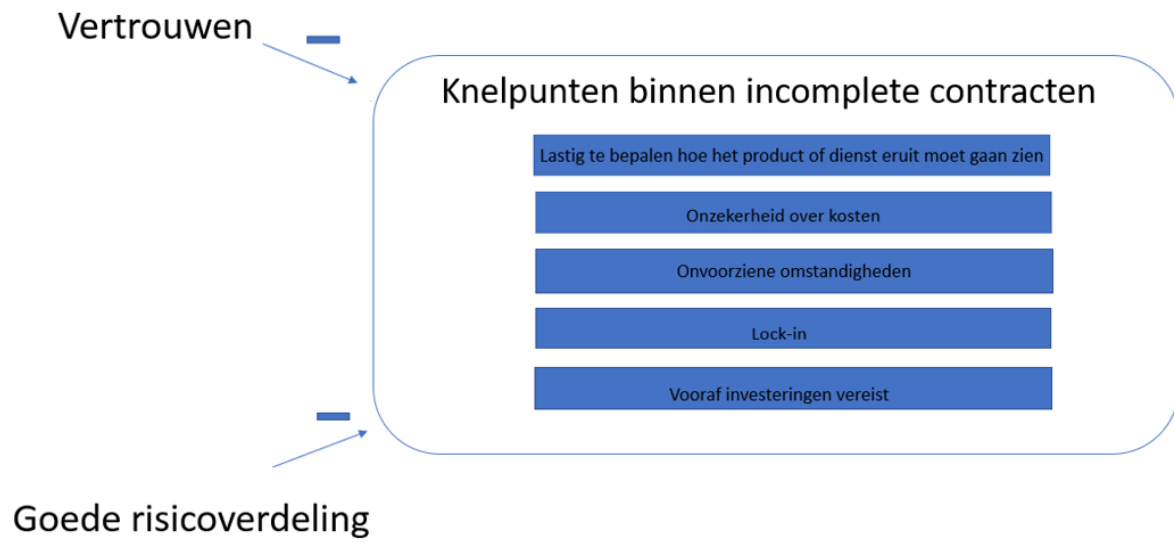 Vertrouwen
Knelpunten binnen incomplete contracten
Lastig te bepalen hoe het product of dienst eruit moet gaan zien
Onzekerheid over kosten
Onvoorziene omstandigheden
Lock-in
Vooraf investeringen vereist
Goede risicoverdeling